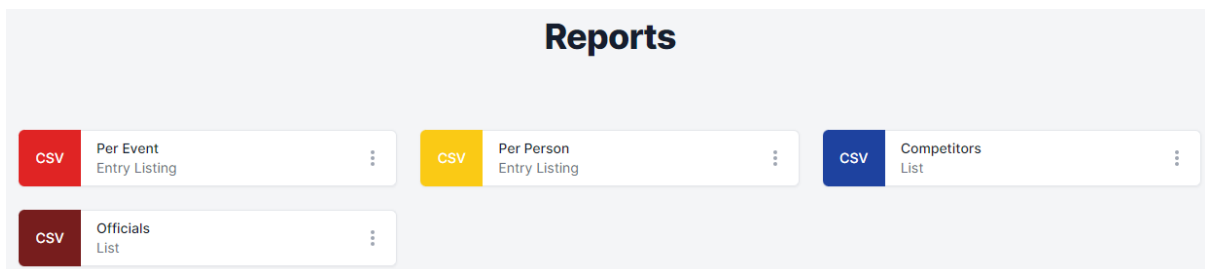 Reports
CSV
Per Event
Entry Listing
CSV
Per Person
Entry Listing
CSV
Competitors
List
CSV
Officials
List